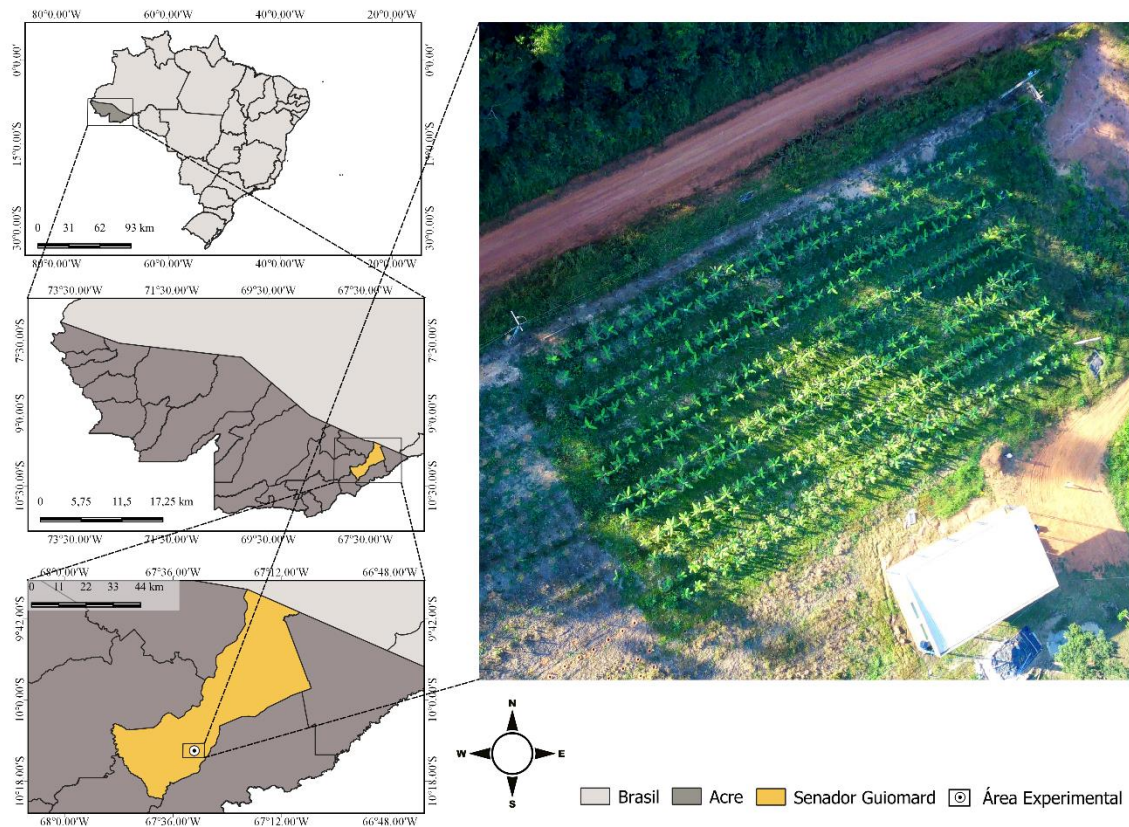 80°0.00'W 60°0.00'W 40°0.00'W 20°0.00'W
0°0.00'
15°0.00'S
30°0.00'S
0°0.00'
15°0.00'S
30°0.00'S
0 31 62 93 km
80°0.00'W 60°0.00'W 40°0.00'W 20°0.00'W
73°30.00'W 71°30.00'W 69°30.00'W 67°30.00'W
7°30.00'S
9°0.00'S
10°30.00'S
7°30.00'S
9°0.00'S
10°30.00'S
0 5,75 11,5 17,25 km
73°30.00'W 71°30.00'W 69°30.00'W 67°30.00'W
68°0.00'W 67°36.00'W 67°12.00'W 66°48.00'W
0 11 22 33 44 km
9°42.00'S
10°0.00'S
10°18.00'S
9°42.00'S
10°0.00'S
10°18.00'S
68°0.00'W 67°36.00'W 67°12.00'W 66°48.00'W
N
W E
S
Brasil Acre Senador Guiomard Área Experimental